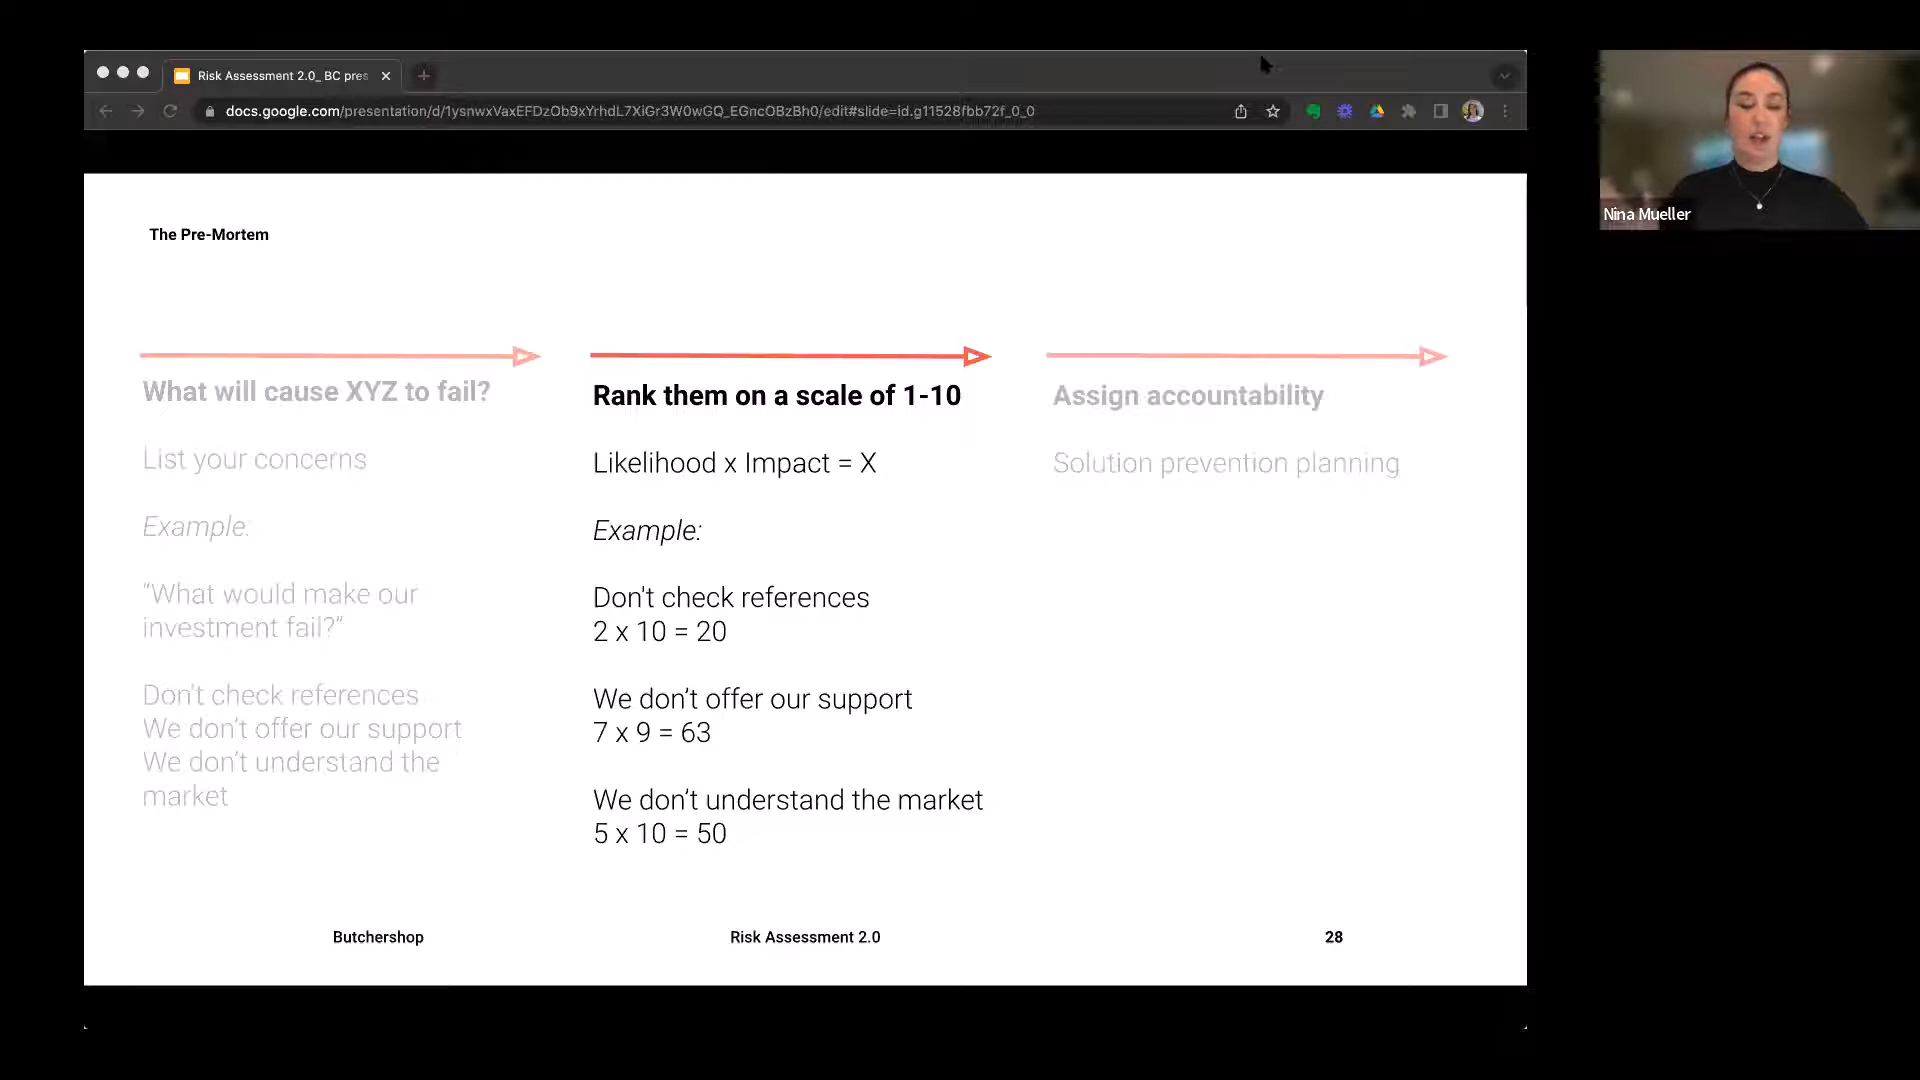 Risk Assessment 2.0_ BC pres
docs.google.com/presentation/d/1ysnwxVaxEFDzOb9xYrhdL7XiGr3W0wGQ_EGncOBzBh0/edit#slide=id.g11528fbb72f_0_0
Nina Mueller
The Pre-Mortem
What will cause XYZ to fail?
List your concerns
Example:
“What would make our
investment fail?”
Don't check references
We don’t offer our support
We don’t understand the
market
Rank them on a scale of 1-10
Likelihood x Impact = X
Example:
Don't check references
2 x 10 = 20
We don’t offer our support
7 x 9 = 63
We don’t understand the market
5 x 10 = 50
Assign accountability
Solution prevention planning
Butchershop
Risk Assessment 2.0
28